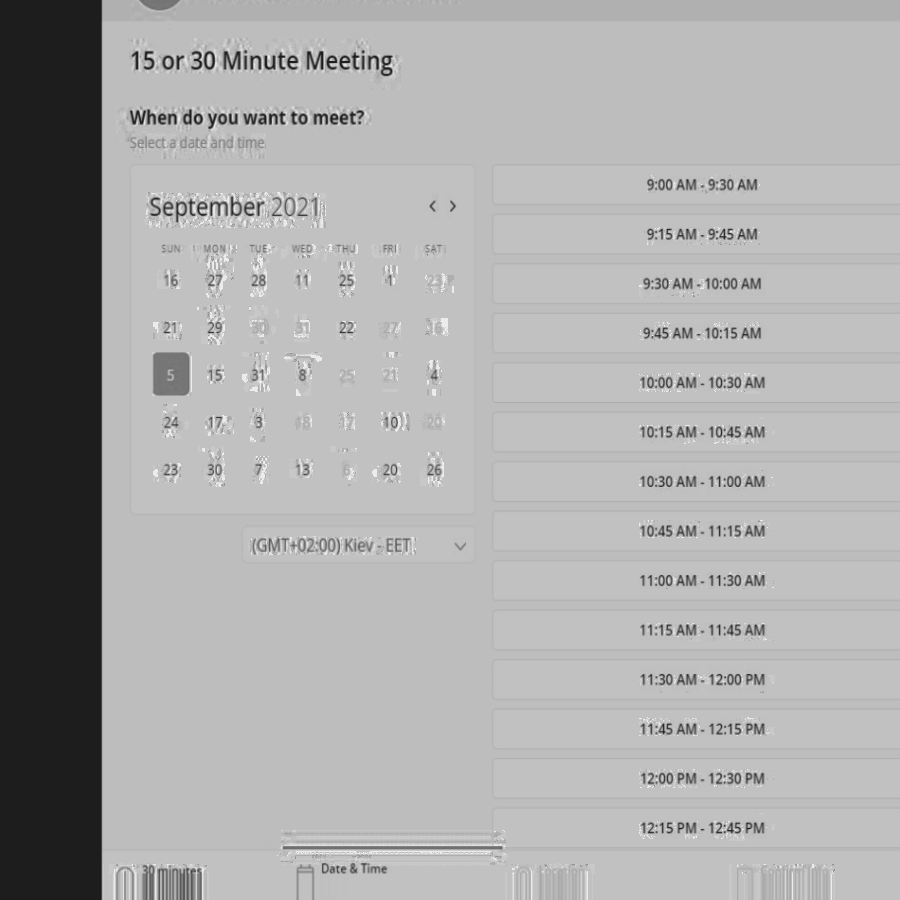 15 or 30 Minute Meeting
When do you want to meet?
Select a date and time
September 2021
SUN MON TUE WED THU FRI SAT
16 27 28 11 25 1
21 29 30 31 22 27
5 15 31 8 25 21 4
24 17 3 10 20
23 30 7 13 6 20 26
(GMT+02:00) Kiev - EET
9:00 AM - 9:30 AM
9:15 AM - 9:45 AM
9:30 AM - 10:00 AM
9:45 AM - 10:15 AM
10:00 AM - 10:30 AM
10:15 AM - 10:45 AM
10:30 AM - 11:00 AM
10:45 AM - 11:15 AM
11:00 AM - 11:30 AM
11:15 AM - 11:45 AM
11:30 AM - 12:00 PM
11:45 AM - 12:15 PM
12:00 PM - 12:30 PM
12:15 PM - 12:45 PM
30 minutes
Date & Time